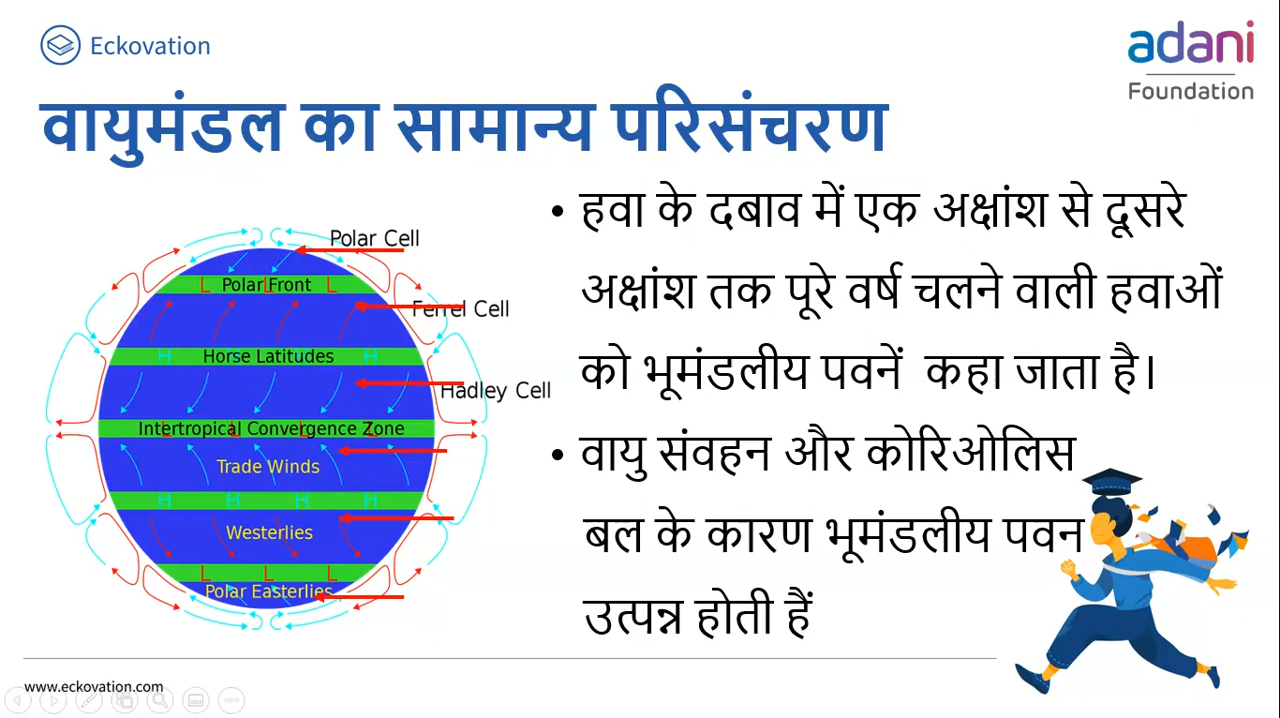 Eckovation
adani
Foundation
वायुमंडल का सामान्य परिसंचरण
Polar Cell
Polar Front
L L L
Ferrel Cell
Horse Latitudes
H H H H
Hadley Cell
Intertropical Convergence Zone
L L L L
Trade Winds
H H H H
Westerlies
L L L
Polar Easterlies
• हवा के दबाव में एक अक्षांश से दूसरे
अक्षांश तक पूरे वर्ष चलने वाली हवाओं
को भूमंडलीय पवनें कहा जाता है।
• वायु संवहन और कोरिओलिस
बल के कारण भूमंडलीय पवन
उत्पन्न होती हैं
www.eckovation.com